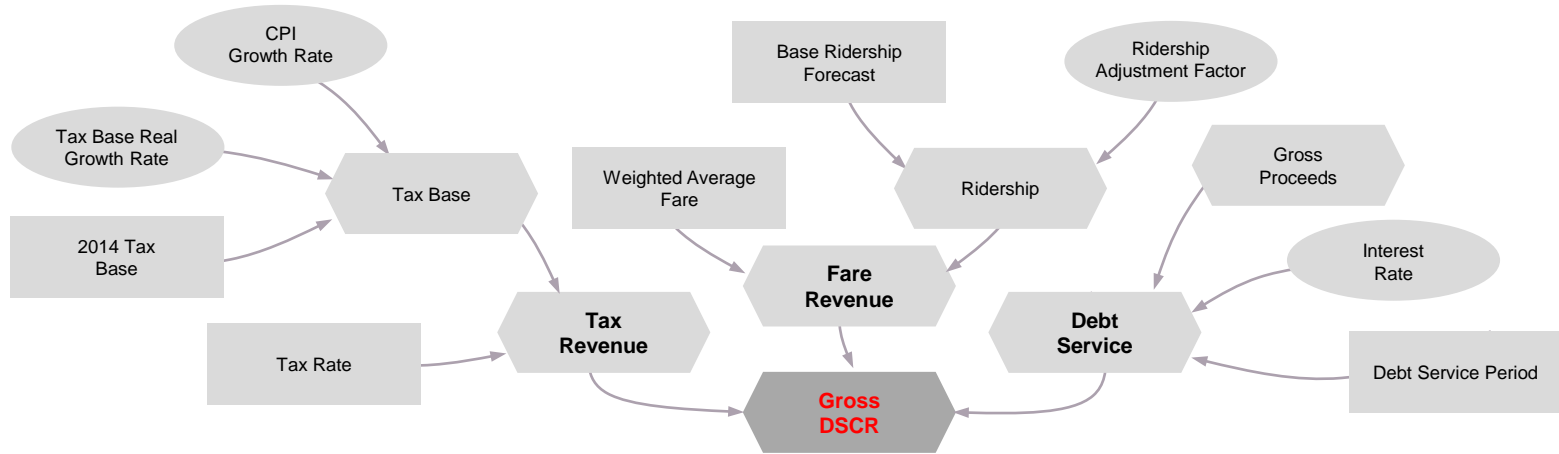 CPI
Growth Rate
Base Ridership
Forecast
Ridership
Adjustment Factor
Tax Base Real
Growth Rate
Tax Base
Weighted Average
Fare
Ridership
Gross
Proceeds
2014 Tax
Base
Fare
Revenue
Interest
Rate
Tax
Revenue
Debt
Service
Tax Rate
Debt Service Period
Gross
DSCR